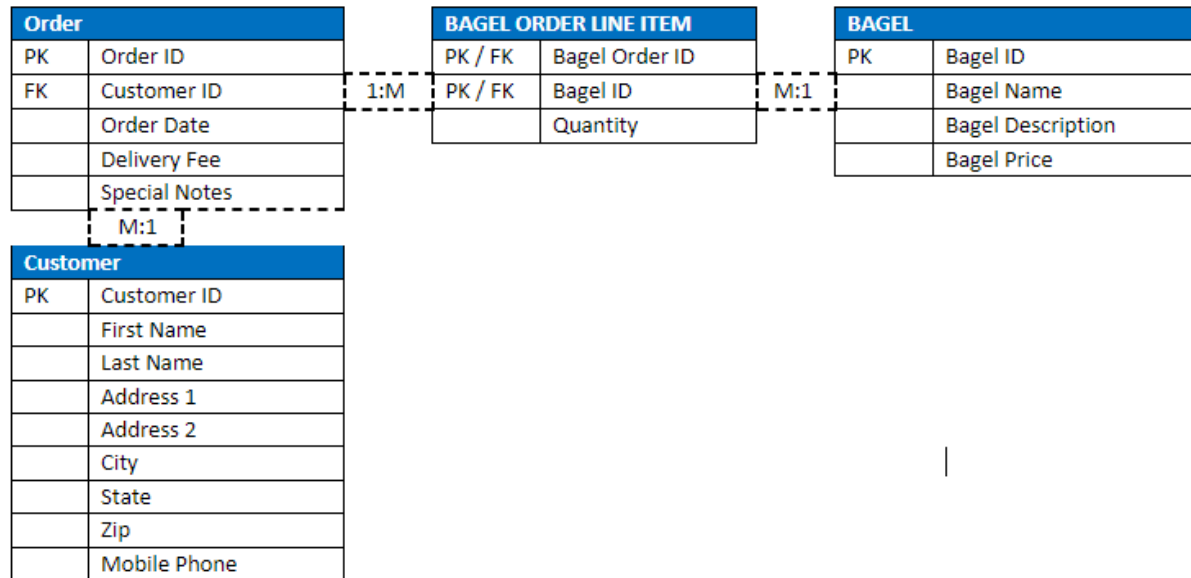 Order
PK Order ID
FK Customer ID
Order Date
Delivery Fee
Special Notes
1:M
BAGEL ORDER LINE ITEM
PK / FK Bagel Order ID
PK / FK Bagel ID
Quantity
M:1
BAGEL
PK Bagel ID
Bagel Name
Bagel Description
Bagel Price
M:1
Customer
PK Customer ID
First Name
Last Name
Address 1
Address 2
City
State
Zip
Mobile Phone